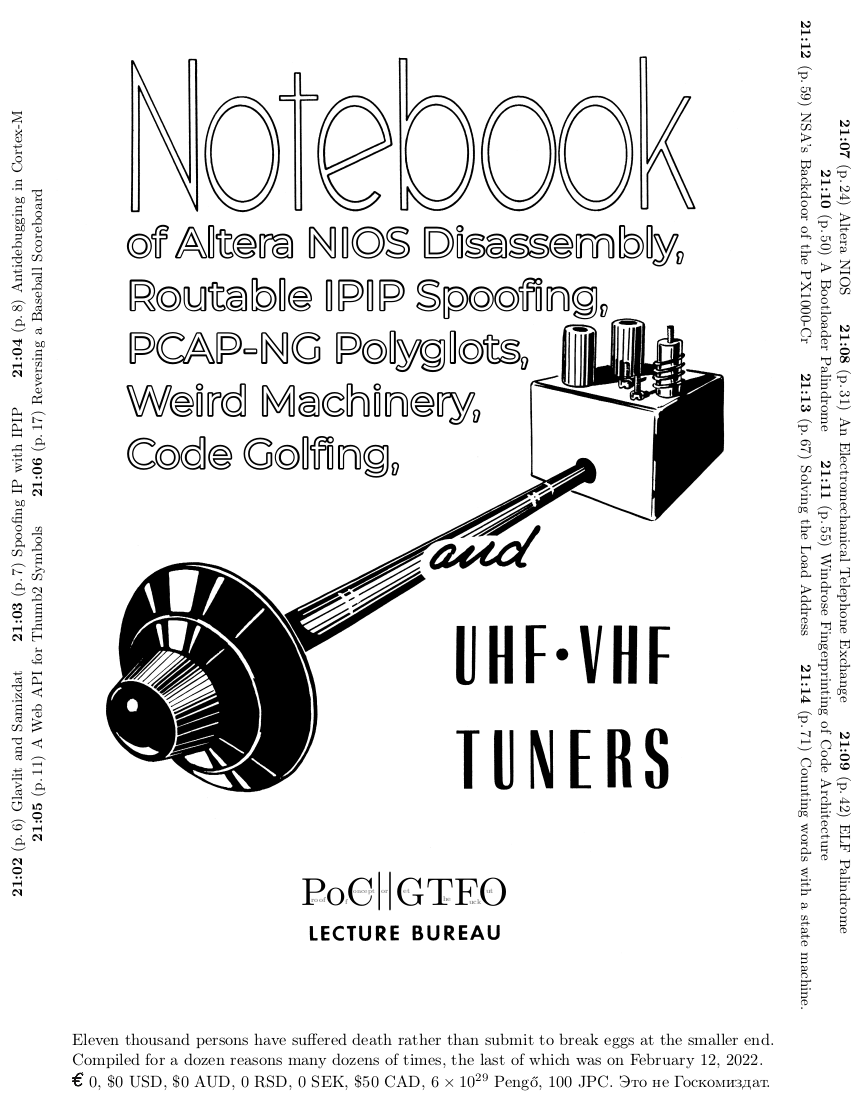 Notebook
of Altera NIOS Disassembly,
Routable IPIP Spoofing,
PCAP-NG Polyglots,
Weird Machinery,
Code Golfing,
and
UHF·VHF
TUNERS
PoC||GTFO
LECTURE BUREAU
21:02 (p. 6) Glavlit and Samizdat 21:03 (p. 7) Spoofing IP with IPIP 21:04 (p. 8) Antidebugging in Cortex-M
21:05 (p. 11) A Web API for Thumb2 Symbols 21:06 (p. 17) Reversing a Baseball Scoreboard
21:07 (p. 24) Altera NIOS 21:08 (p. 31) An Electromechanical Telephone Exchange 21:09 (p. 42) ELF Palindrome
21:10 (p. 50) A Bootloader Palindrome 21:11 (p. 55) Windrose Fingerprinting of Code Architecture
21:12 (p. 59) NSA's Backdoor of the PX1000-Cr 21:13 (p. 67) Solving the Load Address 21:14 (p. 71) Counting words with a state machine.
Eleven thousand persons have suffered death rather than submit to break eggs at the smaller end.
Compiled for a dozen reasons many dozens of times, the last of which was on February 12, 2022.
€ 0, $0 USD, $0 AUD, 0 RSD, 0 SEK, $50 CAD, 6 × 10²⁹ Pengő, 100 JPC. Это не Госкомиздат.